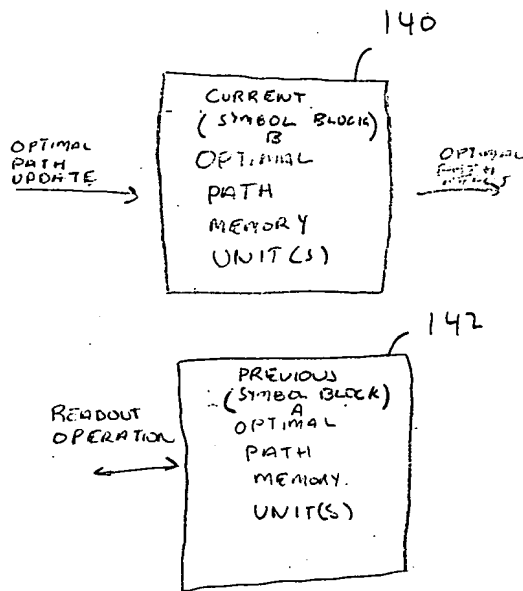 140
CURRENT
(SYMBOL BLOCK)
B
OPTIMAL
PATH
MEMORY
UNIT(S)
OPTIMAL
PATH
UPDATE
OPTIMAL
142
PREVIOUS
(SYMBOL BLOCK)
A
OPTIMAL
PATH
MEMORY.
UNIT(S)
READOUT
OPERATION